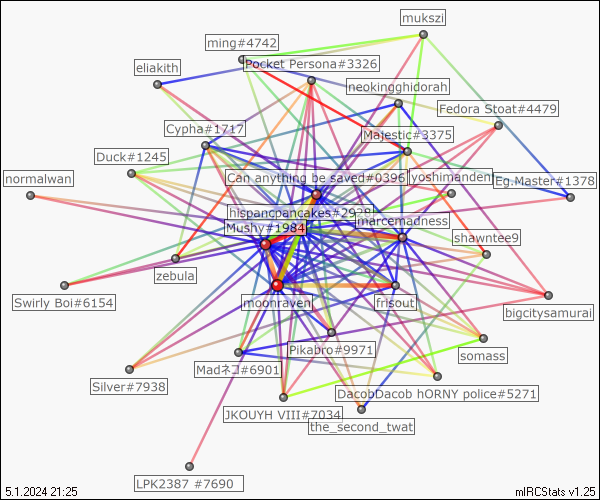 mukszi
ming#4742
Pocket Persona#3326
eliakith
neokingghidorah
Fedora Stoat#4479
Cypha#1717
Majestic#3375
Duck#1245
Can anything be saved#0396
yoshimanden
normalwan
Eg.Master#1378
hispancpancakes#2928
marcemadness
Mushy#1984
shawntee9
zebula
Swirly Boi#6154
moonraven
frisout
bigcitysamurai
Pikabro#9971
somass
Madネコ#6901
Silver#7938
DacobDacob hORNY police#5271
JKOUYH VIII#7034
the_second_twat
LPK2387 #7690
5.1.2024 21:25
mIRCStats v1.25